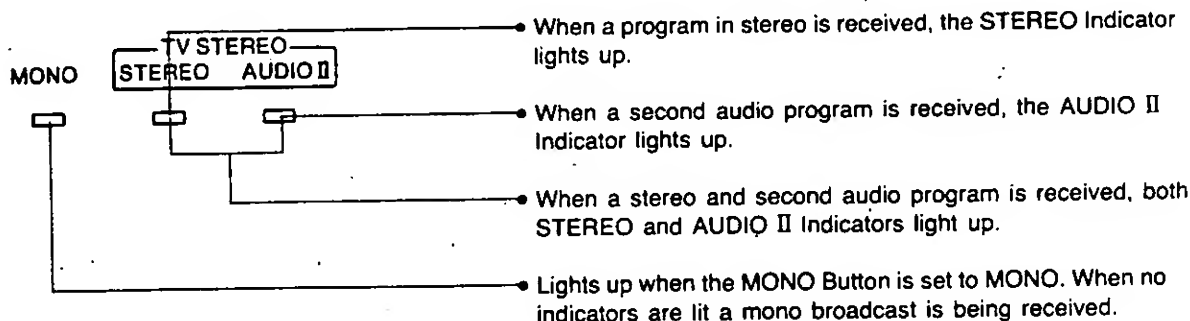 When a program in stereo is received, the STEREO Indicator
lights up.
TV STEREO
MONO STEREO AUDIO II
When a second audio program is received, the AUDIO II
Indicator lights up.
When a stereo and second audio program is received, both
STEREO and AUDIO II Indicators light up.
Lights up when the MONO Button is set to MONO. When no
indicators are lit a mono broadcast is being received.